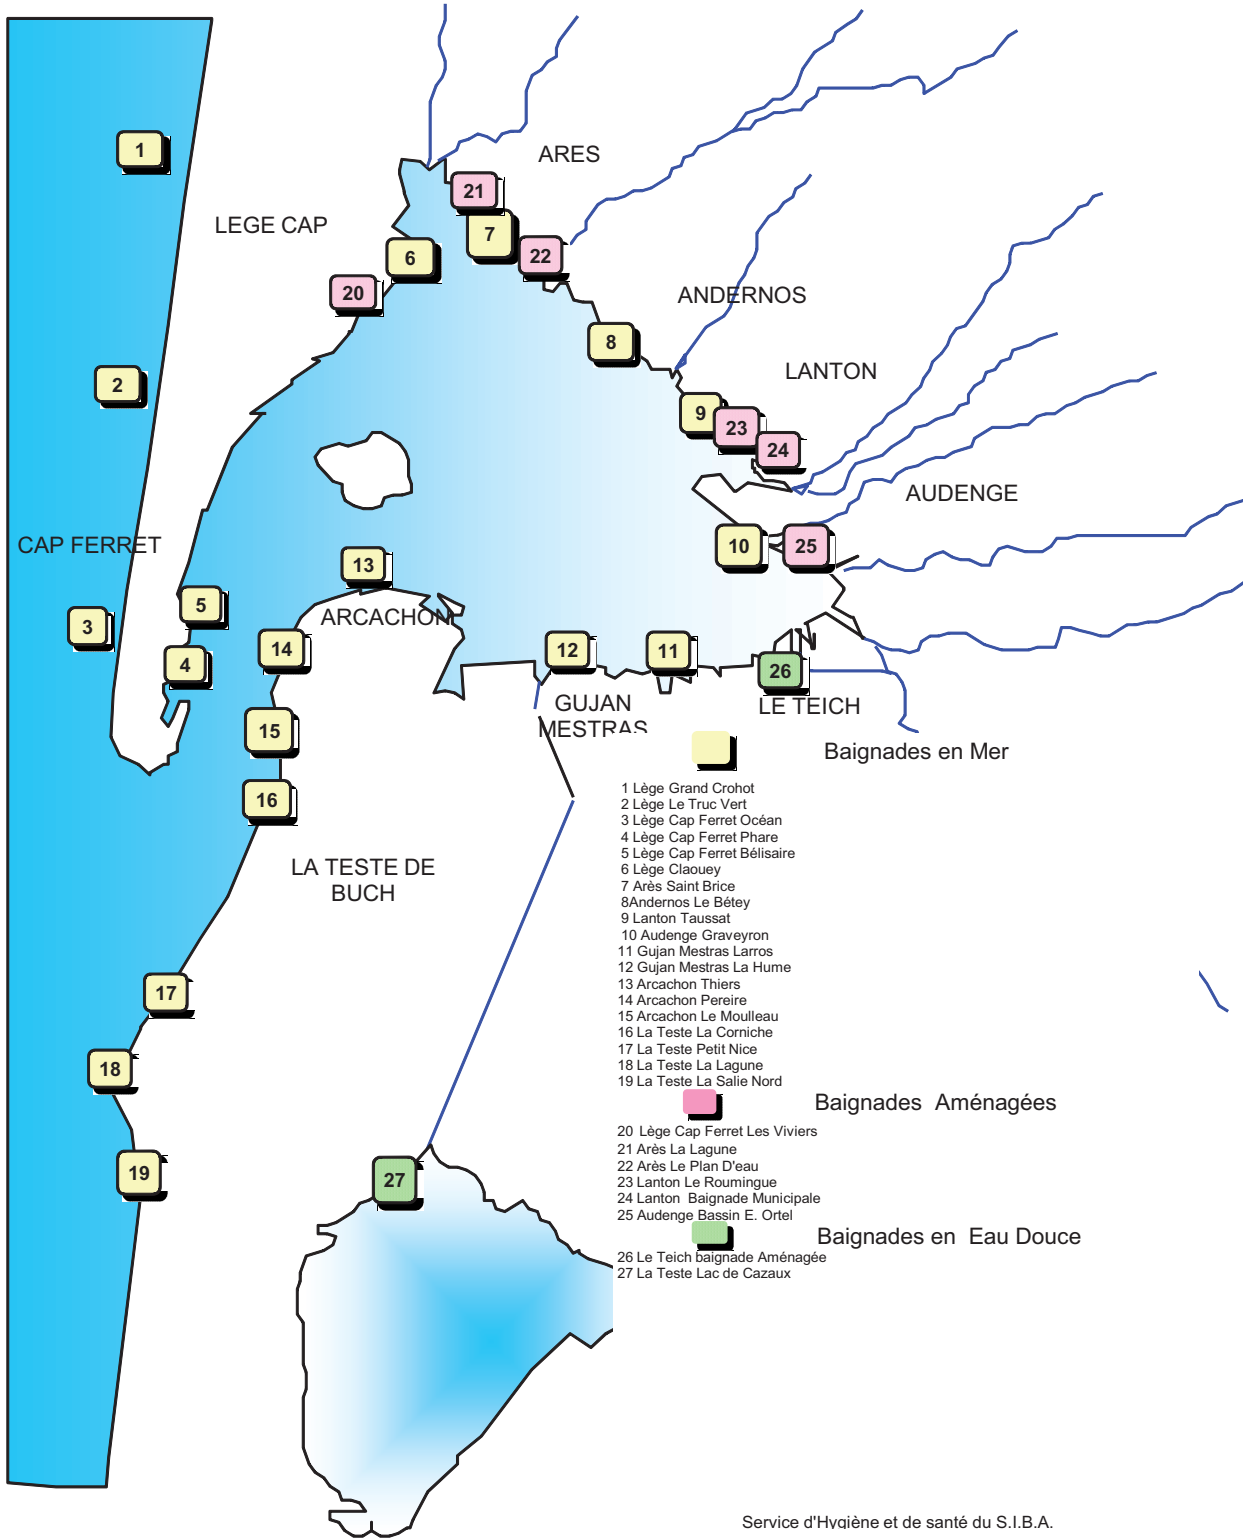 ARES
1
21
LEGE CAP
7
6
22
20
ANDERNOS
8
LANTON
2
9
23
24
AUDENGE
CAP FERRET
10
25
13
5
ARCACHON
3
14
12
11
4
26
GUJAN
MESTRAS
LE TEICH
15
16
LA TESTE DE
BUCH
17
18
19
27
Baignades en Mer
1 Lège Grand Crohot
2 Lège Le Truc Vert
3 Lège Cap Ferret Océan
4 Lège Cap Ferret Phare
5 Lège Cap Ferret Bélisaire
6 Lège Claouey
7 Arès Saint Brice
8Andernos Le Bétey
9 Lanton Taussat
10 Audenge Graveyron
11 Gujan Mestras Larros
12 Gujan Mestras La Hume
13 Arcachon Thiers
14 Arcachon Pereire
15 Arcachon Le Moulleau
16 La Teste La Corniche
17 La Teste Petit Nice
18 La Teste La Lagune
19 La Teste La Salie Nord
Baignades Aménagées
20 Lège Cap Ferret Les Viviers
21 Arès La Lagune
22 Arès Le Plan D'eau
23 Lanton Le Roumingue
24 Lanton Baignade Municipale
25 Audenge Bassin E. Ortel
Baignades en Eau Douce
26 Le Teich baignade Aménagée
27 La Teste Lac de Cazaux
Service d'Hygiène et de santé du S.I.B.A.